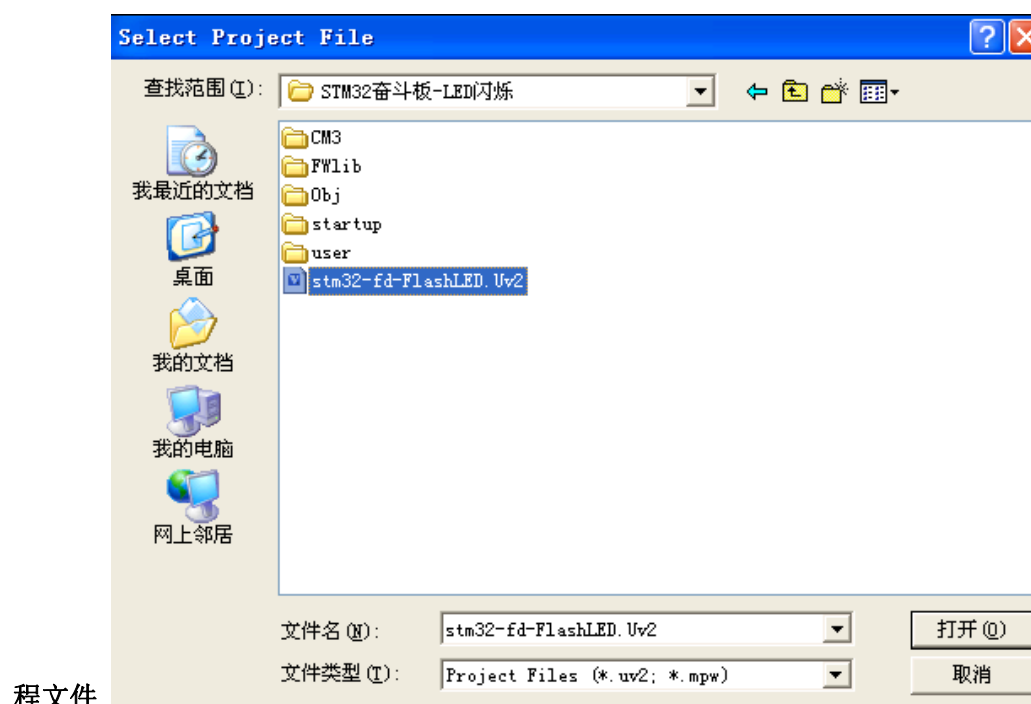 Select Project File
查找范围(I): STM32奋斗板-LED闪烁
CM3
FWlib
Obj
startup
user
stm32-fd-FlashLED.Uv2
我最近的文档
桌面
我的文档
我的电脑
网上邻居
文件名(N): stm32-fd-FlashLED.Uv2 打开(O)
文件类型(T): Project Files (*.uv2; *.mpw) 取消
程文件